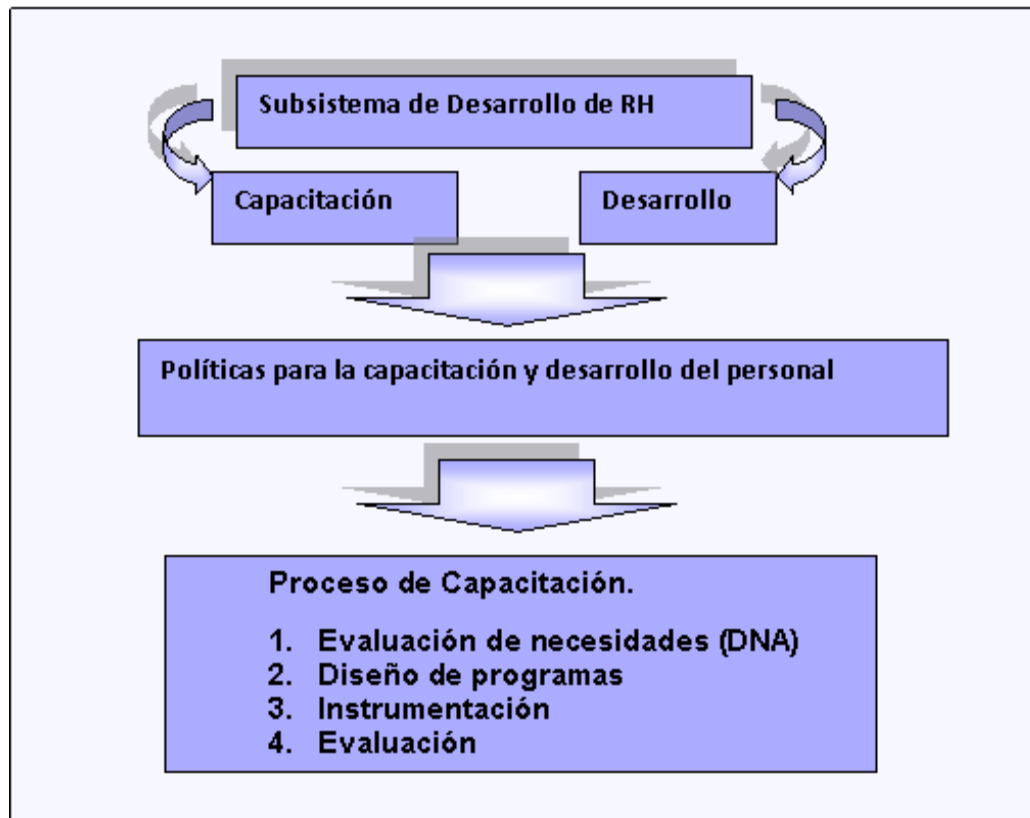 Subsistema de Desarrollo de RH
Capacitación
Desarrollo
Políticas para la capacitación y desarrollo del personal
Proceso de Capacitación.
1. Evaluación de necesidades (DNA)
2. Diseño de programas
3. Instrumentación
4. Evaluación